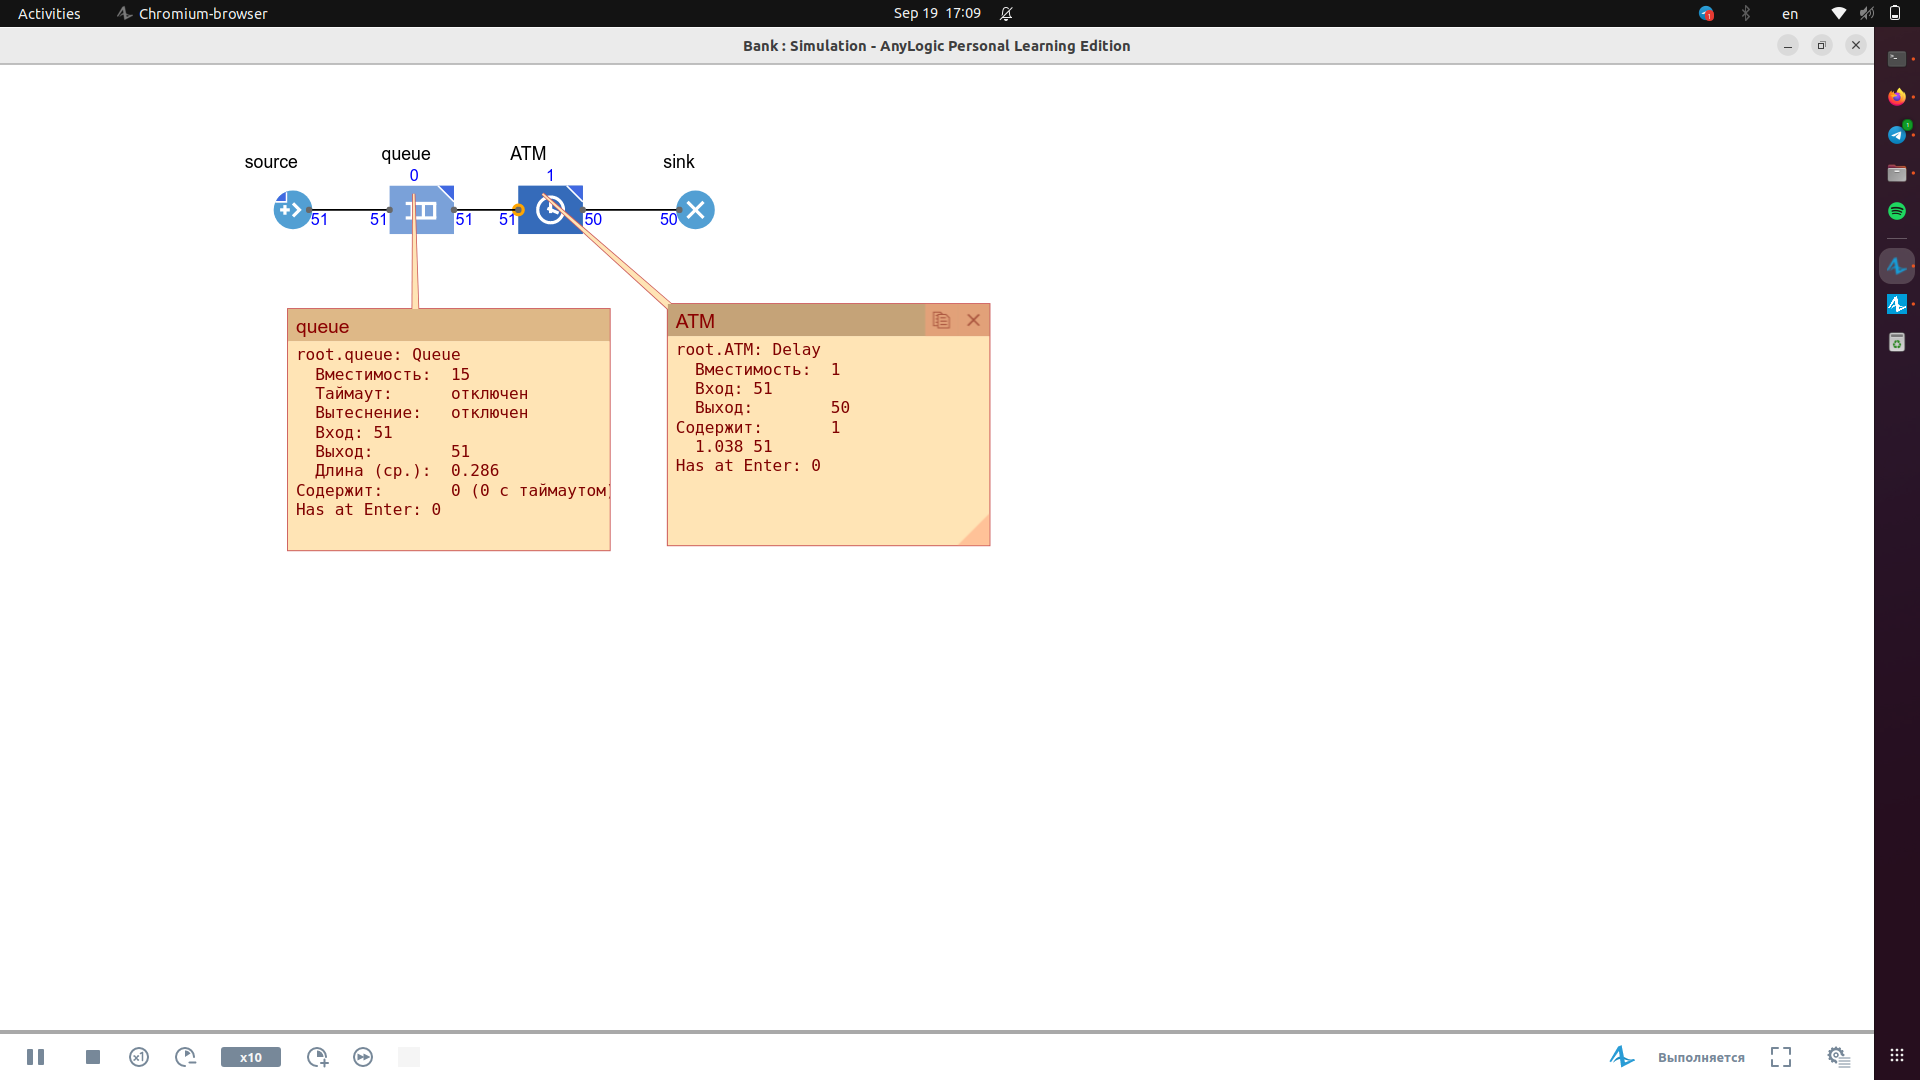 Activities
Chromium-browser
Sep 19 17:09
en
Bank : Simulation - AnyLogic Personal Learning Edition
source
queue
ATM
sink
0
1
51
51
51
51
50
50
queue
root.queue: Queue
Вместимость: 15
Таймаут: отключен
Вытеснение: отключен
Вход: 51
Выход: 51
Длина (ср.): 0.286
Содержит: 0 (0 с таймаутом)
Has at Enter: 0
ATM
root.ATM: Delay
Вместимость: 1
Вход: 51
Выход: 50
Содержит: 1
1.038 51
Has at Enter: 0
x1
x10
Выполняется